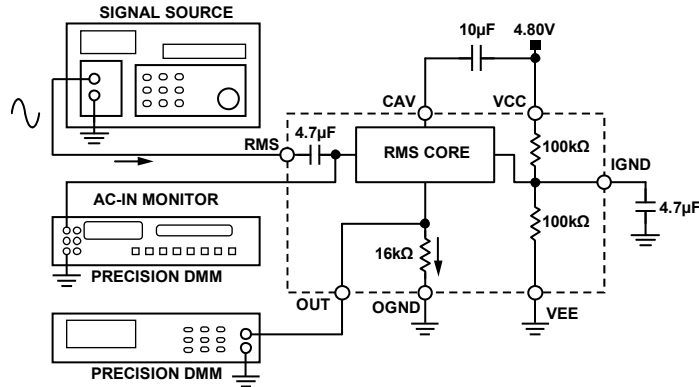 SIGNAL SOURCE
10µF
4.80V
CAV
VCC
4.7µF
RMS
RMS CORE
100kΩ
IGND
AC-IN MONITOR
100kΩ
4.7µF
16kΩ
PRECISION DMM
OUT
OGND
VEE
PRECISION DMM